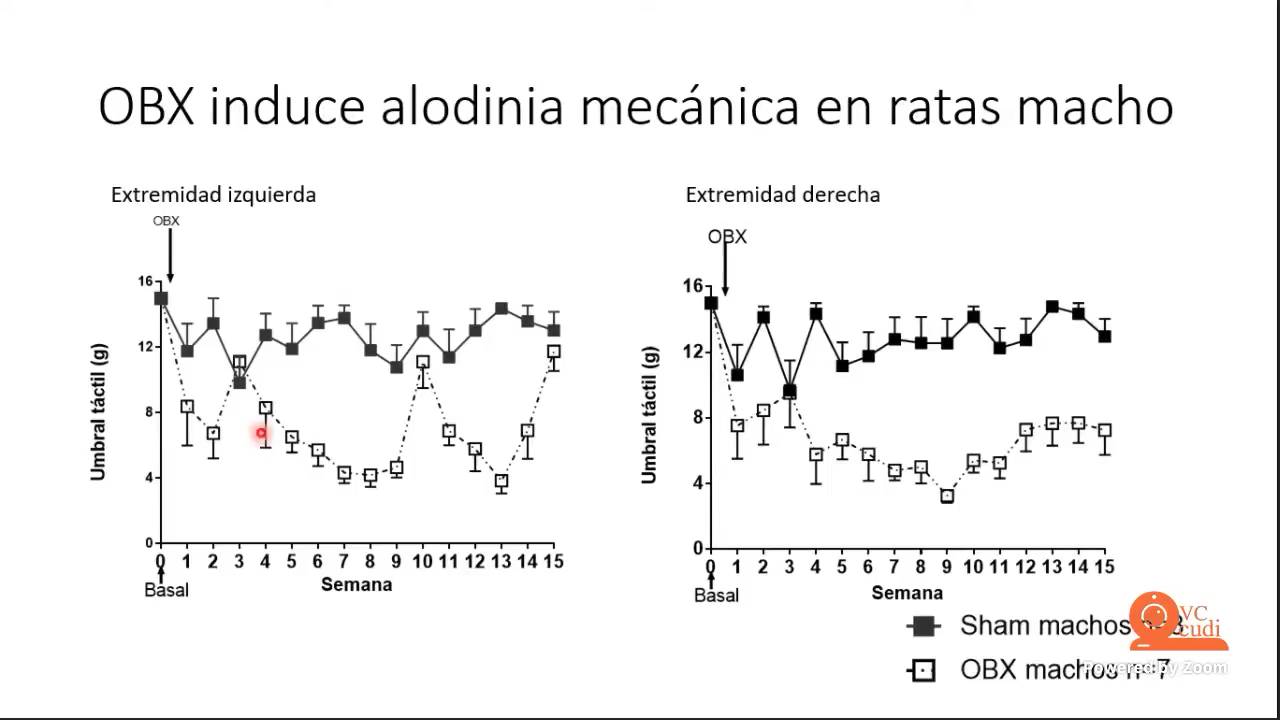 OBX induce alodinia mecánica en ratas macho
Extremidad izquierda
OBX
16
12
8
4
0
Umbral táctil (g)
0 1 2 3 4 5 6 7 8 9 10 11 12 13 14 15
Semana
Basal
Extremidad derecha
OBX
16
12
8
4
0
Umbral táctil (g)
0 1 2 3 4 5 6 7 8 9 10 11 12 13 14 15
Semana
Basal
Sham machos
OBX machos n=7
VC
cudi
Powered by Zoom